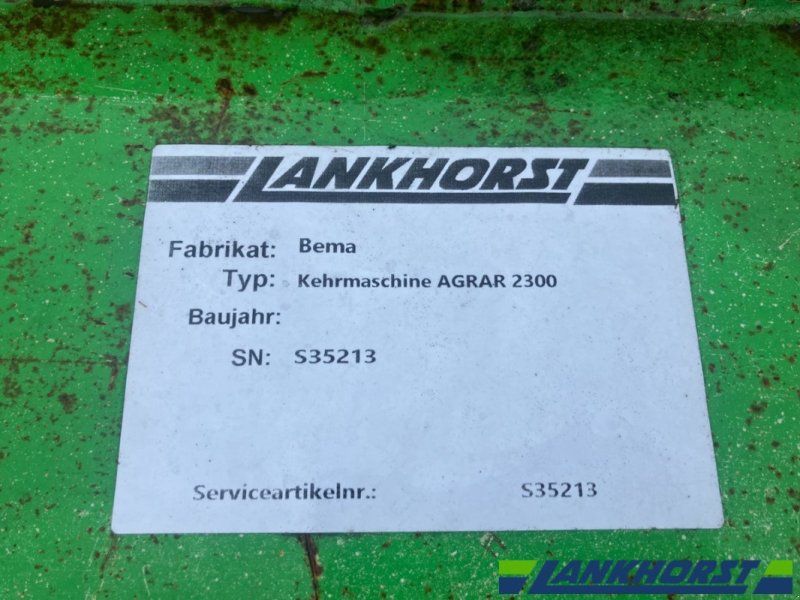 LANKHORST
Fabrikat: Bema
Typ: Kehrmaschine AGRAR 2300
Baujahr:
SN: S35213
Serviceartikelnr.: S35213
LANKHORST